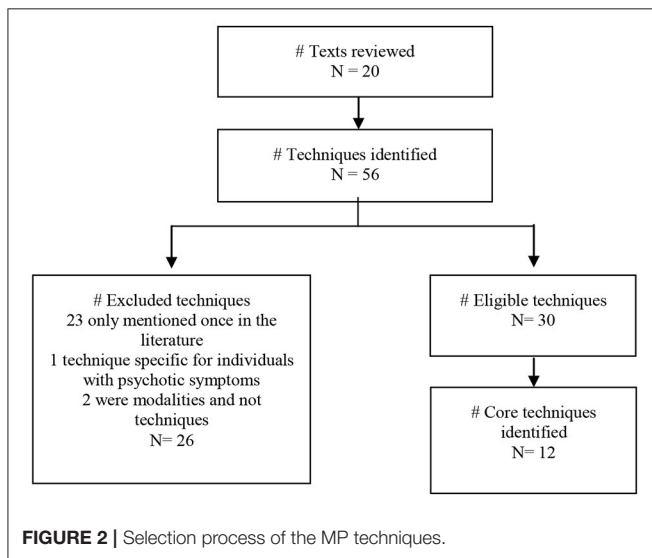 # Texts reviewed
N = 20
# Techniques identified
N = 56
# Excluded techniques
23 only mentioned once in the
literature
1 technique specific for individuals
with psychotic symptoms
2 were modalities and not
techniques
N= 26
# Eligible techniques
N= 30
# Core techniques
identified
N= 12
FIGURE 2 | Selection process of the MP techniques.